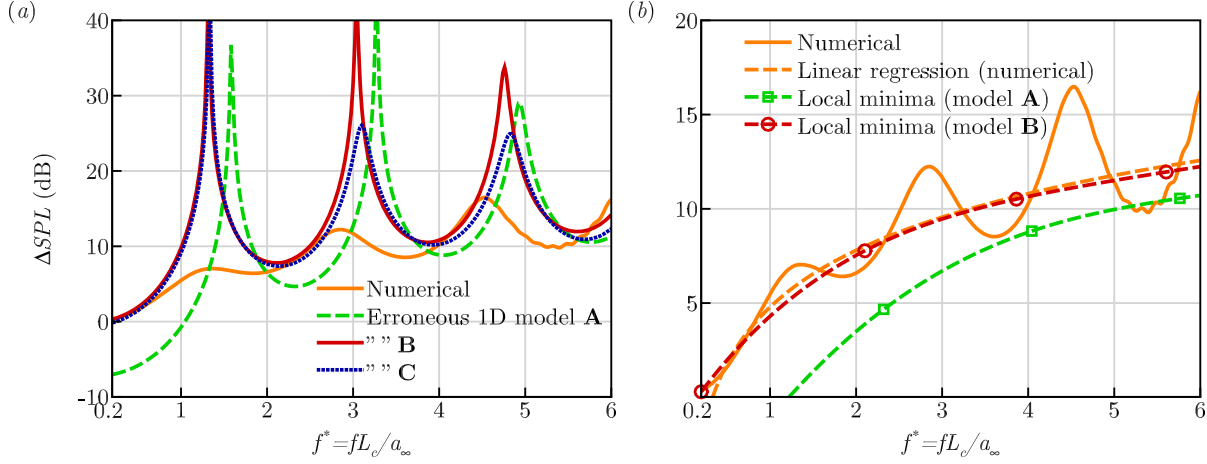 (a)
40
30
20
10
0
-10
ΔSPL (dB)
Numerical
Erroneous 1D model A
” ” B
” ” C
0.2 1 2 3 4 5 6
f*=fL_c/a_∞
(b)
20
15
10
5
0
Numerical
Linear regression (numerical)
Local minima (model A)
Local minima (model B)
0.2 1 2 3 4 5 6
f*=fL_c/a_∞